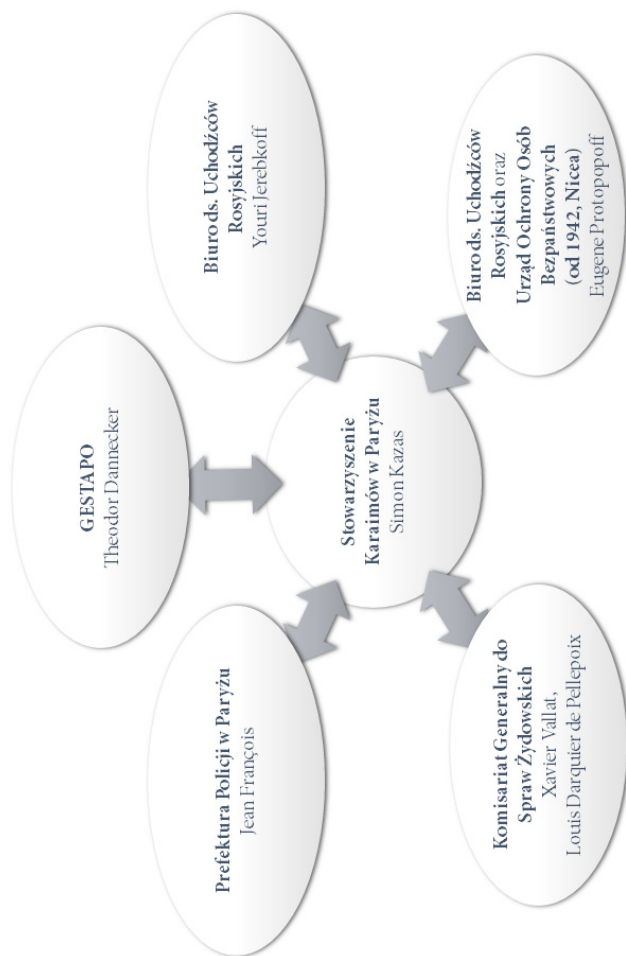 GESTAPO
Theodor Dannecker
Prefektura Policji w Paryżu
Jean François
Biuro ds. Uchodźców
Rosyjskich
Youri Jerebkoff
Stowarzyszenie
Karaimów w Paryżu
Simon Kazas
Komisariat Generalny do
Spraw Żydowskich
Xavier Vallat,
Louis Darquier de Pellepoix
Biuro ds. Uchodźców
Rosyjskich oraz
Urząd Ochrony Osób
Bezpaństwowych
(od 1942, Nicea)
Eugene Protopopoff